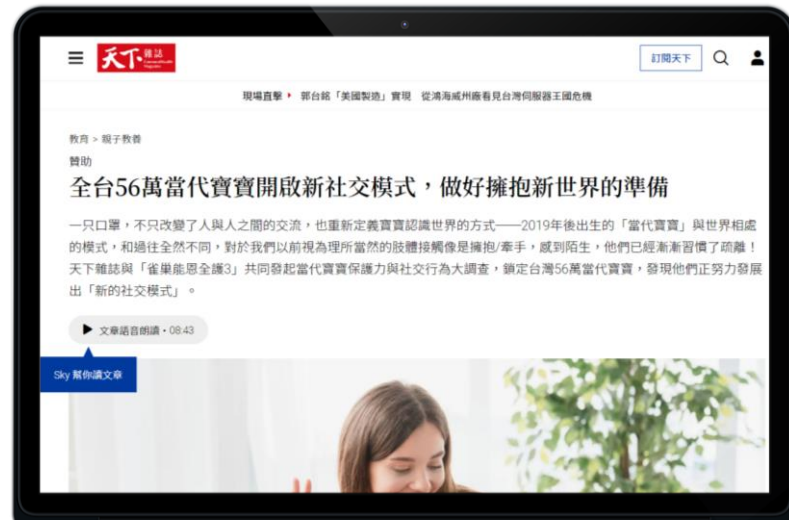 天下雜誌
訂閱天下
現場直擊 郭台銘「美國製造」實現 從鴻海威州廠看見台灣伺服器王國危機
教育 > 親子教養
贊助
全台56萬當代寶寶開啟新社交模式，做好擁抱新世界的準備
一只口罩，不只改變了人與人之間的交流，也重新定義寶寶認識世界的方式——2019年後出生的「當代寶寶」與世界相處
的模式，和過往全然不同，對於我們以前視為理所當然的肢體接觸像是擁抱/牽手，感到陌生，他們已經漸漸習慣了疏離！
天下雜誌與「雀巢能恩全護3」共同發起當代寶寶保護力與社交行為大調查，鎖定台灣56萬當代寶寶，發現他們正努力發展
出「新的社交模式」。
文章語音朗讀・08:43
Sky 幫你讀文章